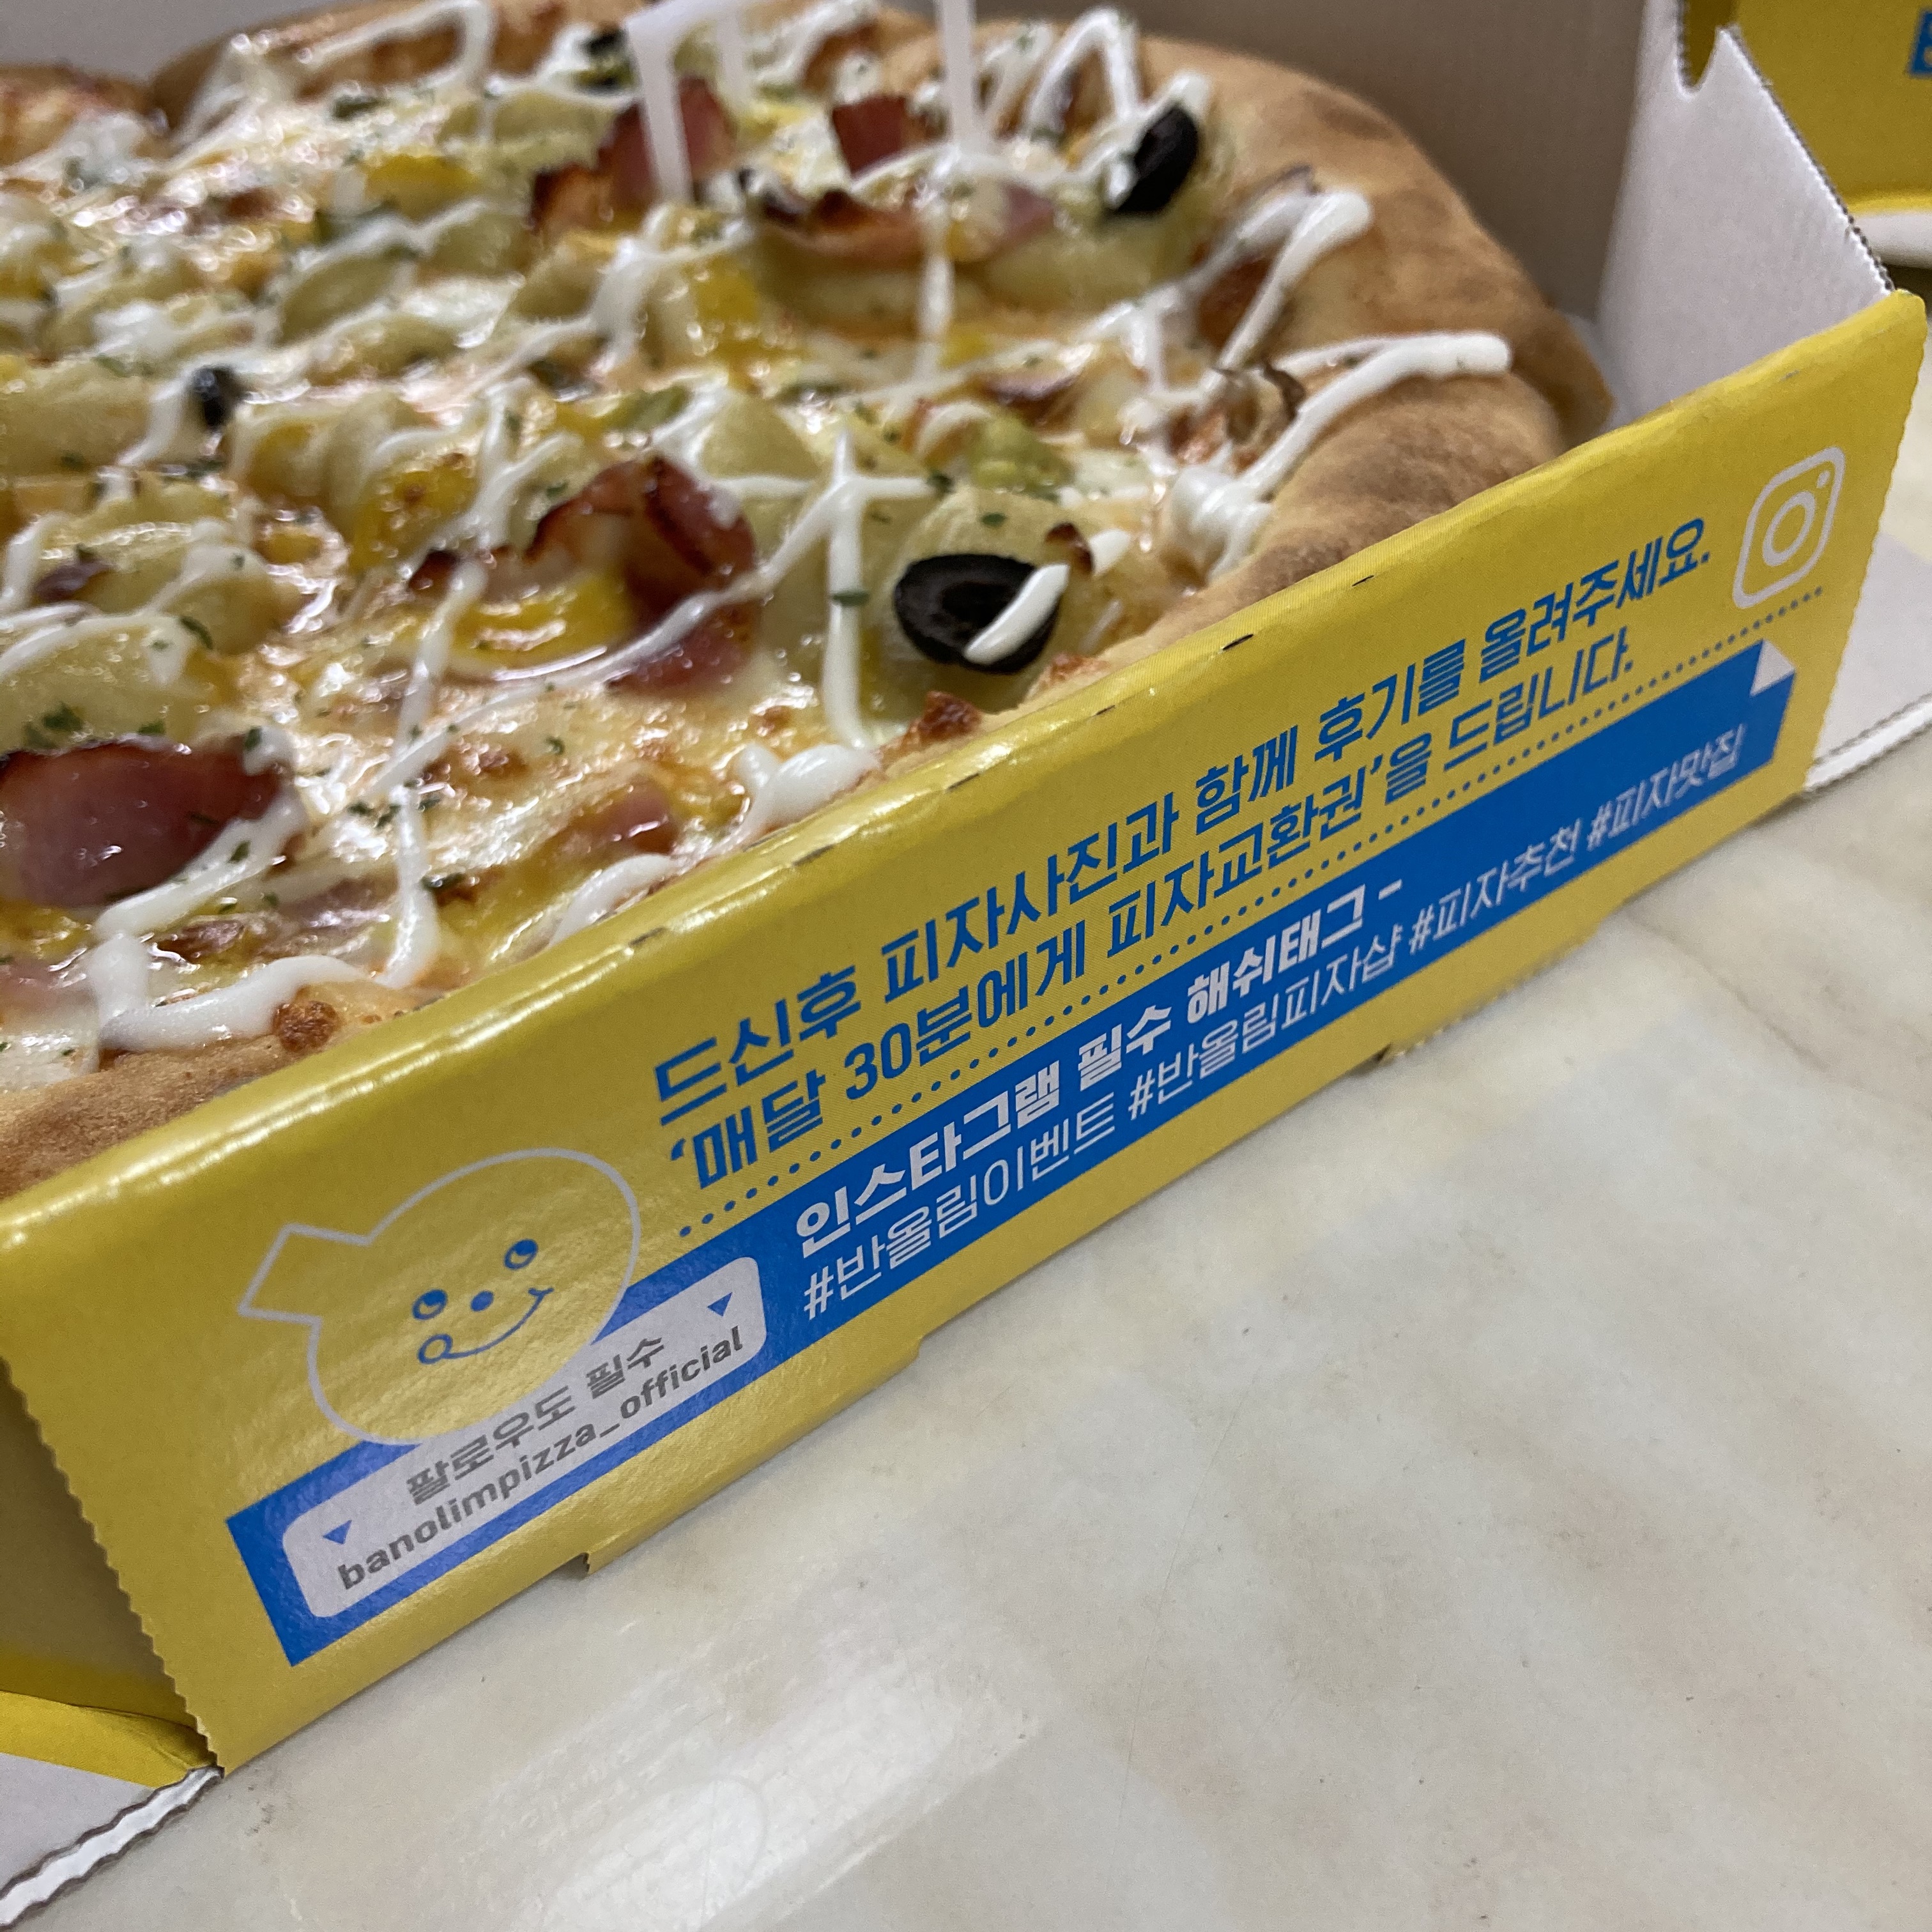 드신후 피자사진과 함께 후기를 올려주세요.
'매달 30분에게 피자교환권'을 드립니다.
인스타그램 필수 해쉬태그 -
#반올림이벤트 #반올림피자샵 #피자추천 #피자맛집
팔로우도 필수
banolimpizza_official